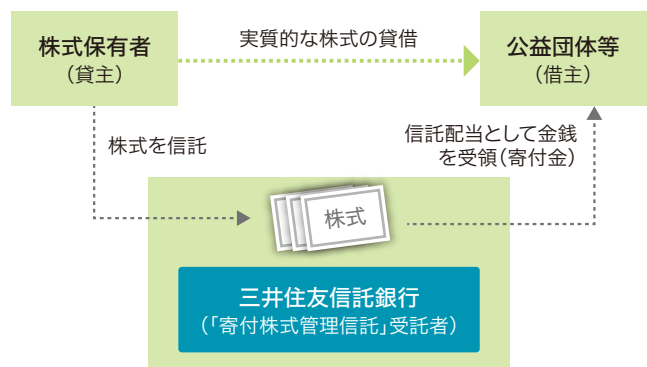 株式保有者
（貸主）
実質的な株式の貸借
公益団体等
（借主）
株式を信託
信託配当として金銭
を受領（寄付金）
株式
三井住友信託銀行
（「寄付株式管理信託」受託者）